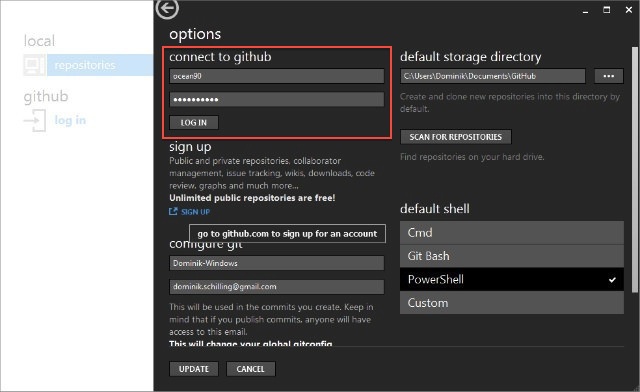 local
repositories
github
log in
options
connect to github
ocean90
••••••••••
LOG IN
sign up
Public and private repositories, collaborator
management, issue tracking, wikis, downloads, code
review, graphs and much more...
Unlimited public repositories are free!
SIGN UP
go to github.com to sign up for an account
configure git
Dominik-Windows
dominik.schilling@gmail.com
This will be used in the commits you create. Keep in
mind that if you publish commits, anyone will have
access to this email.
This will change your global gitconfig.
UPDATE
CANCEL
default storage directory
C:\Users\Dominik\Documents\GitHub
...
Create and clone new repositories into this directory by
default.
SCAN FOR REPOSITORIES
Find repositories on your hard drive.
default shell
Cmd
Git Bash
PowerShell
Custom